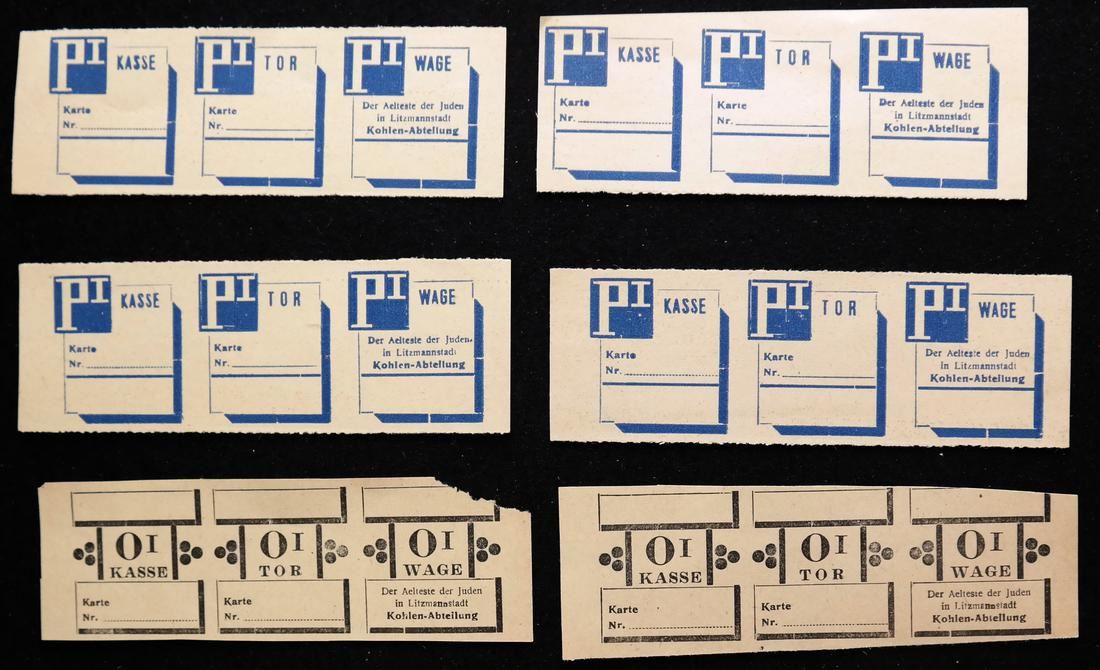 PI KASSE
Karte
Nr.
PI TOR
Karte
Nr.
PI WAGE
Der Aelteste der Juden
in Litzmannstadt
Kohlen-Abteilung
PI KASSE
Karte
Nr.
PI TOR
Karte
Nr.
PI WAGE
Der Aelteste der Juden
in Litzmannstadt
Kohlen-Abteilung
PI KASSE
Karte
Nr.
PI TOR
Karte
Nr.
PI WAGE
Der Aelteste der Juden
in Litzmannstadt
Kohlen-Abteilung
PI KASSE
Karte
Nr.
PI TOR
Karte
Nr.
PI WAGE
Der Aelteste der Juden
in Litzmannstadt
Kohlen-Abteilung
OI
KASSE
Karte
Nr.
OI
TOR
Karte
Nr.
OI
WAGE
Der Aelteste der Juden
in Litzmannstadt
Kohlen-Abteilung
OI
KASSE
Karte
Nr.
OI
TOR
Karte
Nr.
OI
WAGE
Der Aelteste der Juden
in Litzmannstadt
Kohlen-Abteilung